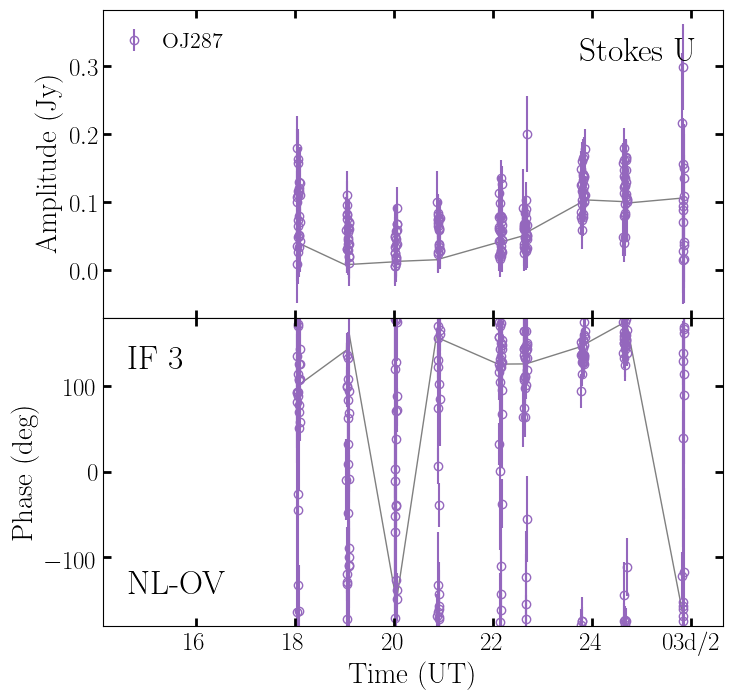 OJ287
Stokes U
Amplitude (Jy)
0.3
0.2
0.1
0.0
IF 3
NL-OV
Phase (deg)
100
0
−100
16 18 20 22 24 03d/2
Time (UT)